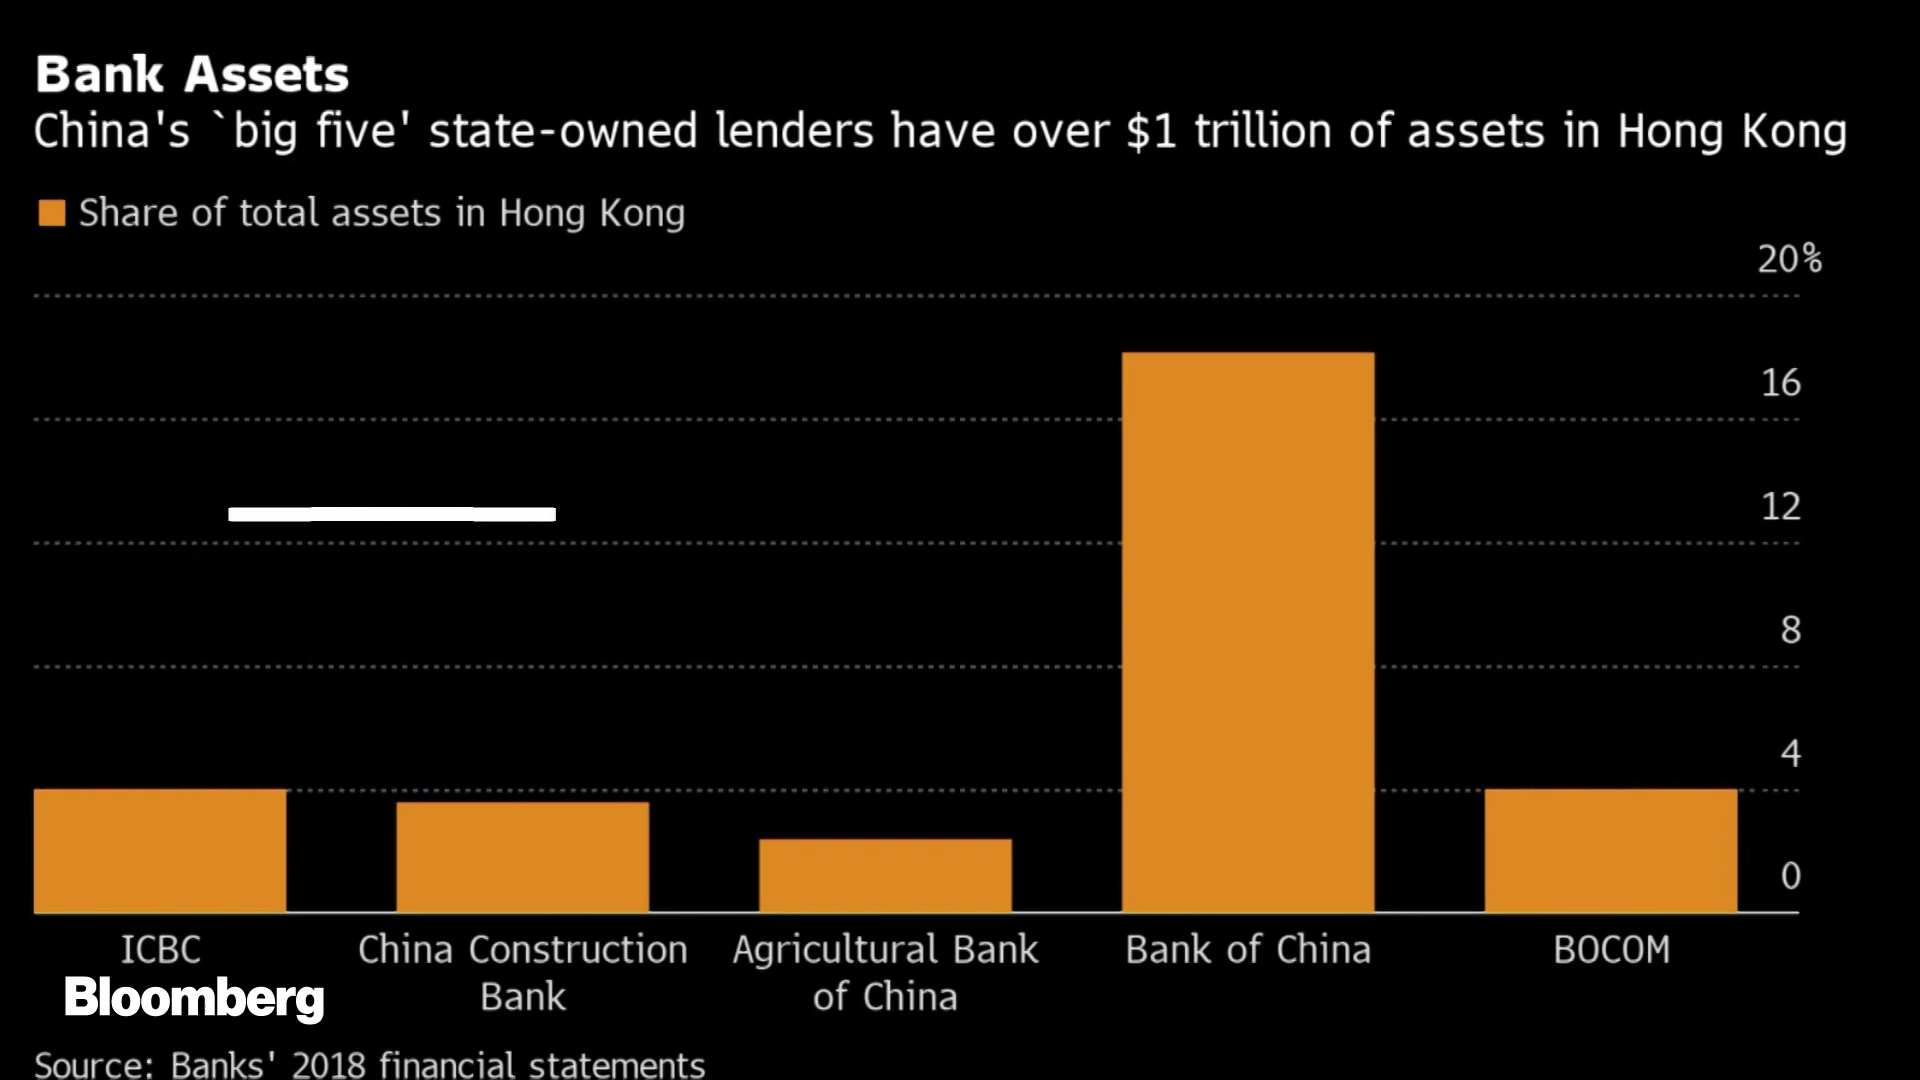 Bank Assets
China's `big five' state-owned lenders have over $1 trillion of assets in Hong Kong
Share of total assets in Hong Kong
20%
16
12
8
4
0
ICBC
China Construction
Bank
Agricultural Bank
of China
Bank of China
BOCOM
Bloomberg
Source: Banks' 2018 financial statements